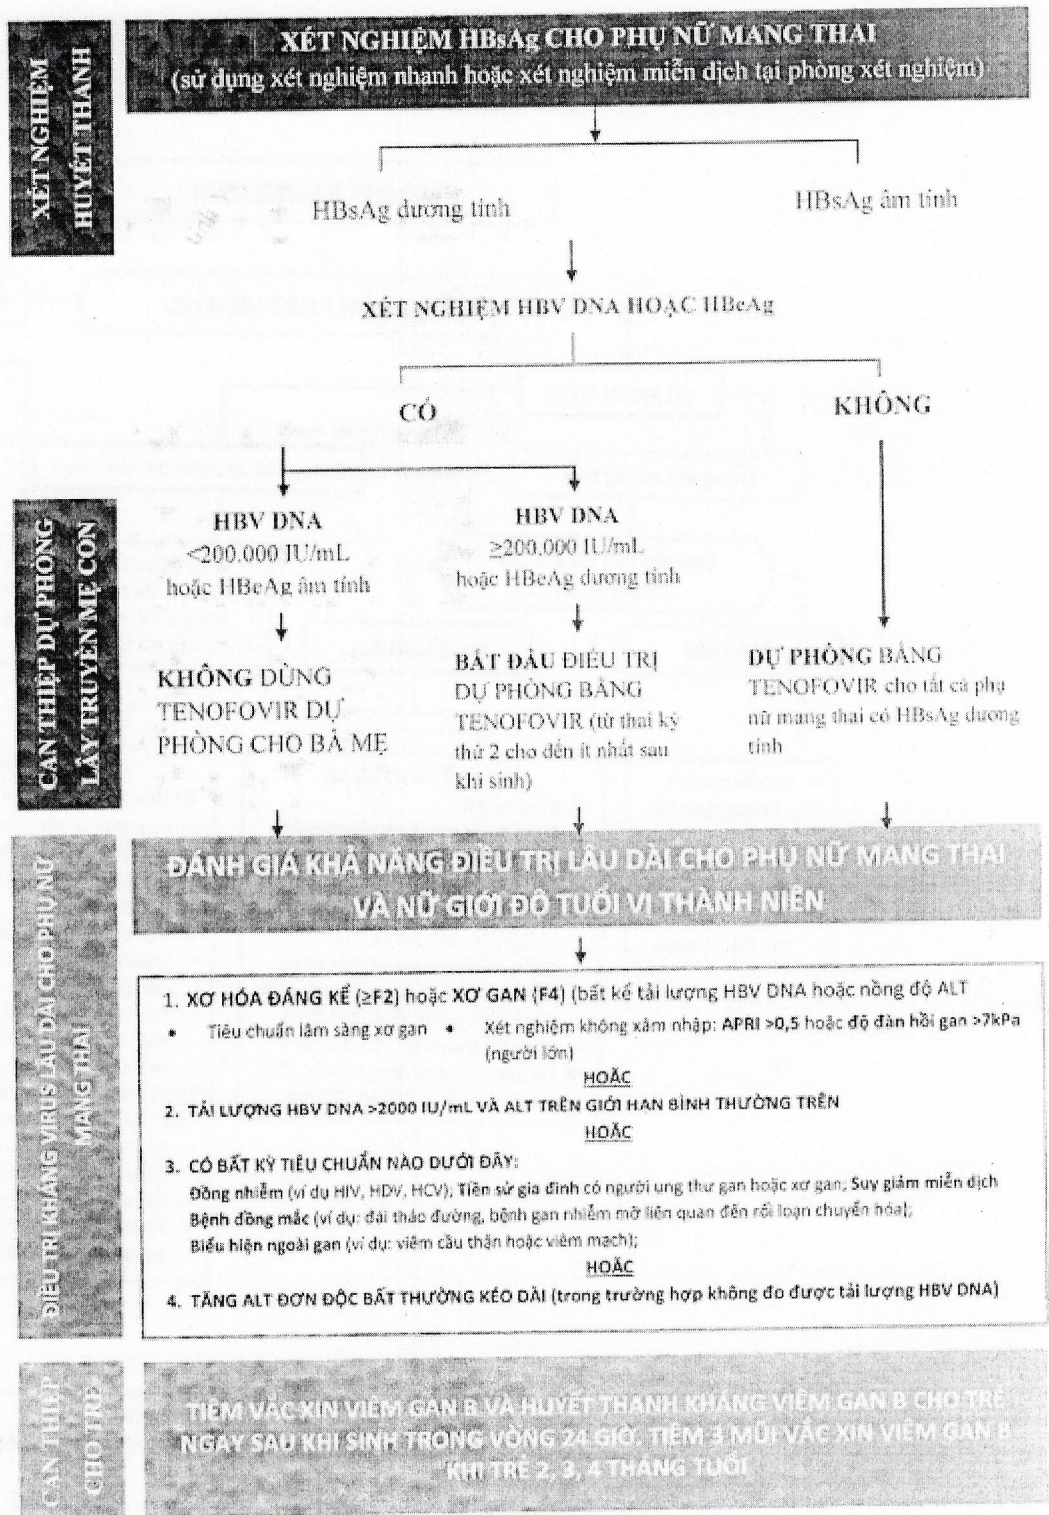 XÉT NGHIỆM
HUYẾT THANH
XÉT NGHIỆM HBsAg CHO PHỤ NỮ MANG THAI
(sử dụng xét nghiệm nhanh hoặc xét nghiệm miễn dịch tại phòng xét nghiệm)
HBsAg dương tính
HBsAg âm tính
XÉT NGHIỆM HBV DNA HOẶC HBeAg
CÓ
KHÔNG
CAN THIỆP DỰ PHÒNG
LÂY TRUYỀN MẸ CON
HBV DNA
<200.000 IU/mL
hoặc HBeAg âm tính
HBV DNA
≥200.000 IU/mL
hoặc HBeAg dương tính
KHÔNG DÙNG
TENOFOVIR DỰ
PHÒNG CHO BÀ MẸ
BẮT ĐẦU ĐIỀU TRỊ
DỰ PHÒNG BẰNG
TENOFOVIR (từ thai kỳ
thứ 2 cho đến ít nhất sau
khi sinh)
DỰ PHÒNG BẰNG
TENOFOVIR cho tất cả phụ
nữ mang thai có HBsAg dương
tính
ĐIỀU TRỊ KHÁNG VIRUS LÂU DÀI CHO PHỤ NỮ
MANG THAI
ĐÁNH GIÁ KHẢ NĂNG ĐIỀU TRỊ LÂU DÀI CHO PHỤ NỮ MANG THAI
VÀ NỮ GIỚI ĐỘ TUỔI VỊ THÀNH NIÊN
1. XƠ HÓA ĐÁNG KỂ (≥F2) hoặc XƠ GAN (F4) (bất kể tải lượng HBV DNA hoặc nồng độ ALT
• Tiêu chuẩn lâm sàng xơ gan • Xét nghiệm không xâm nhập: APRI >0,5 hoặc độ đàn hồi gan >7kPa
(người lớn)
HOẶC
2. TẢI LƯỢNG HBV DNA >2000 IU/mL VÀ ALT TRÊN GIỚI HẠN BÌNH THƯỜNG TRÊN
HOẶC
3. CÓ BẤT KỲ TIÊU CHUẨN NÀO DƯỚI ĐÂY:
Đồng nhiễm (ví dụ HIV, HDV, HCV); Tiền sử gia đình có người ung thư gan hoặc xơ gan; Suy giảm miễn dịch
Bệnh đồng mắc (ví dụ: đái tháo đường, bệnh gan nhiễm mỡ liên quan đến rối loạn chuyển hóa);
Biểu hiện ngoài gan (ví dụ: viêm cầu thận hoặc viêm mạch);
HOẶC
4. TĂNG ALT ĐƠN ĐỘC BẤT THƯỜNG KÉO DÀI (trong trường hợp không đo được tải lượng HBV DNA)
CAN THIỆP
CHO TRẺ
TIÊM VẮC XIN VIÊM GAN B VÀ HUYẾT THANH KHÁNG VIÊM GAN B CHO TRẺ
NGAY SAU KHI SINH TRONG VÒNG 24 GIỜ. TIÊM 3 MŨI VẮC XIN VIÊM GAN B
KHI TRẺ 2, 3, 4 THÁNG TUỔI